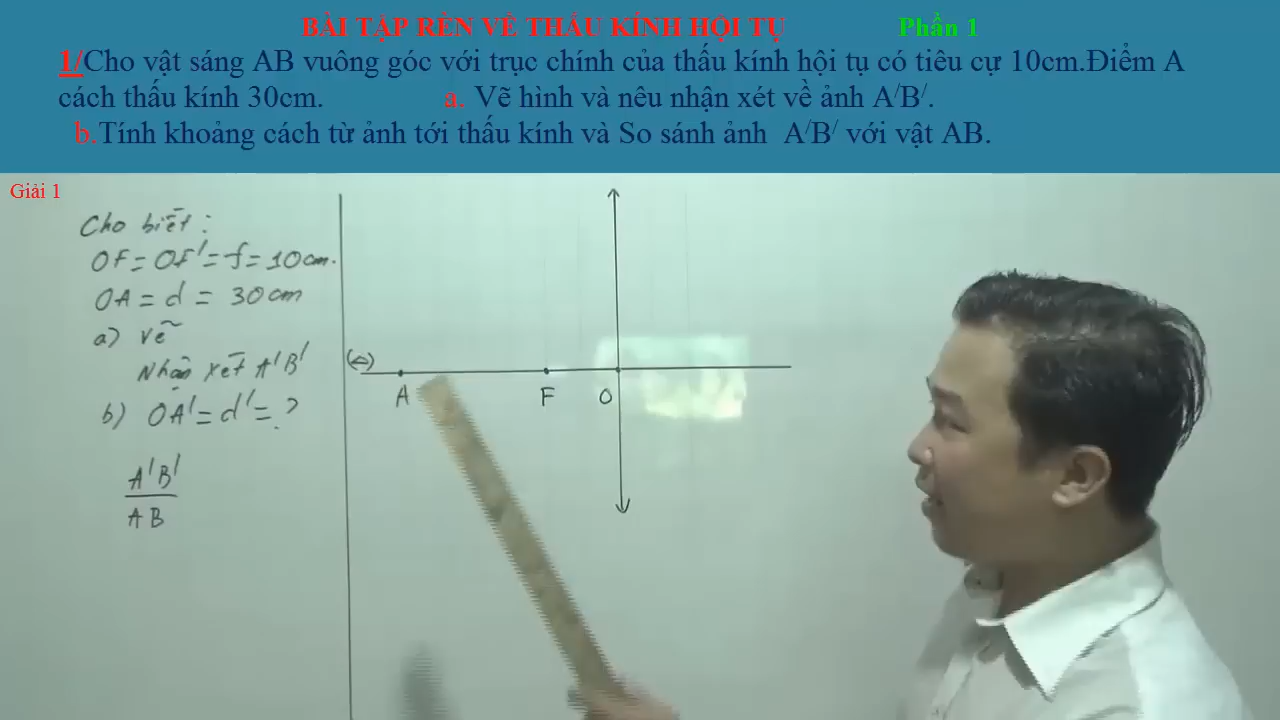 BÀI TẬP RÈN VỀ THẤU KÍNH HỘI TỤ Phần 1
1/Cho vật sáng AB vuông góc với trục chính của thấu kính hội tụ có tiêu cự 10cm.Điểm A
cách thấu kính 30cm. a. Vẽ hình và nêu nhận xét về ảnh A/B/.
b.Tính khoảng cách từ ảnh tới thấu kính và So sánh ảnh A/B/ với vật AB.
Giải 1
Cho biết:
OF = OF' = f = 10cm.
OA = d = 30cm
a) Vẽ
Nhận xét A'B'
b) OA' = d' = ?
A'B'
AB
(Δ)
A F O